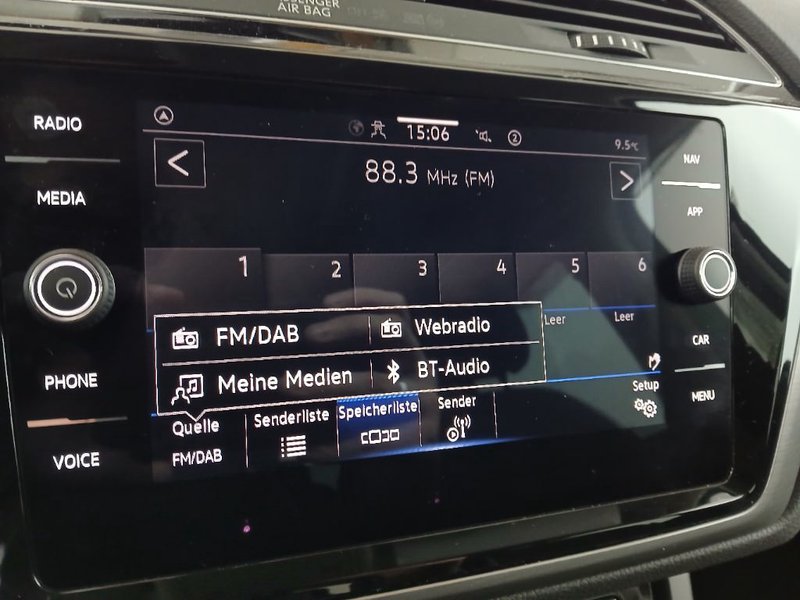 AIR BAG
RADIO
MEDIA
PHONE
VOICE
15:06
2
9.5°C
88.3 MHz (FM)
<
>
1 2 3 4 5 6
FM/DAB Webradio
Leer Leer
Meine Medien BT-Audio
Quelle Senderliste Speicherliste Sender Setup
FM/DAB
NAV
APP
CAR
MENU